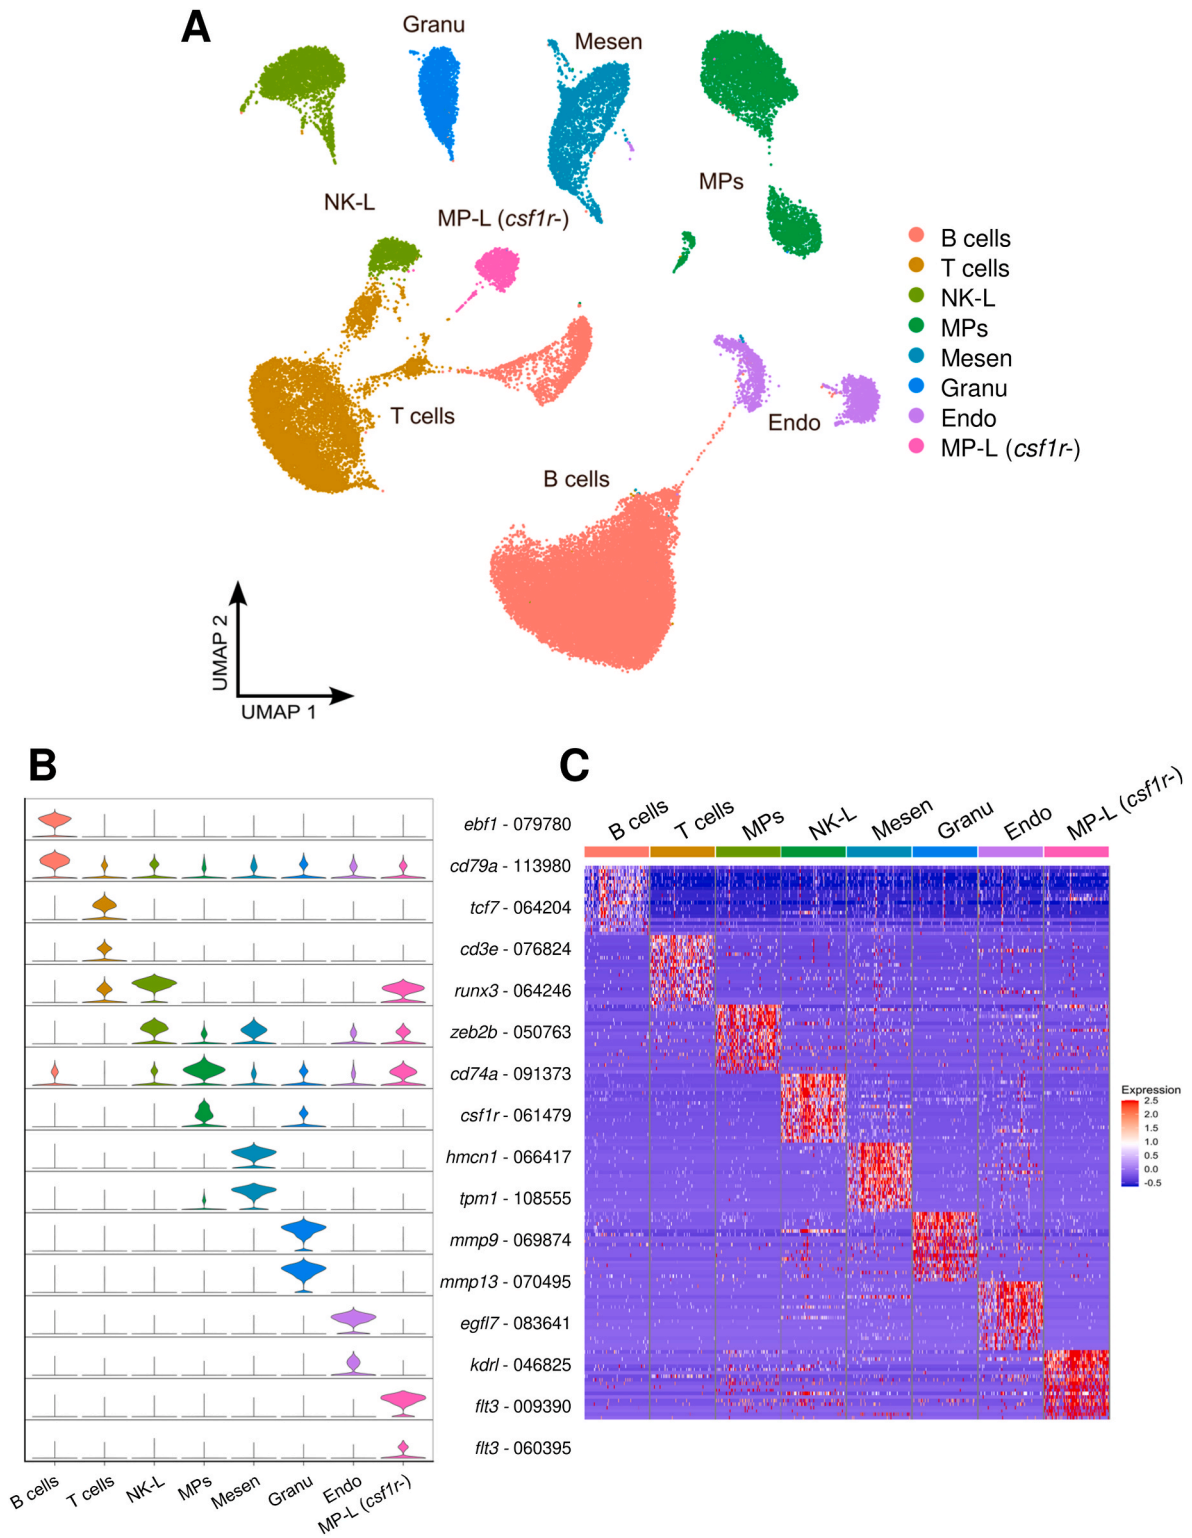 A
Granu
Mesen
MPs
NK-L
MP-L (csf1r-)
B cells
T cells
NK-L
MPs
Mesen
Granu
Endo
MP-L (csf1r-)
T cells
Endo
B cells
UMAP 2
UMAP 1
B
ebf1 - 079780
cd79a - 113980
tcf7 - 064204
cd3e - 076824
runx3 - 064246
zeb2b - 050763
cd74a - 091373
csf1r - 061479
hmcn1 - 066417
tpm1 - 108555
mmp9 - 069874
mmp13 - 070495
egfl7 - 083641
kdrl - 046825
flt3 - 009390
flt3 - 060395
B cells
T cells
NK-L
MPs
Mesen
Granu
Endo
MP-L (csf1r-)
C
B cells
T cells
MPs
NK-L
Mesen
Granu
Endo
MP-L (csf1r-)
Expression
2.5
2.0
1.5
1.0
0.5
0.0
-0.5